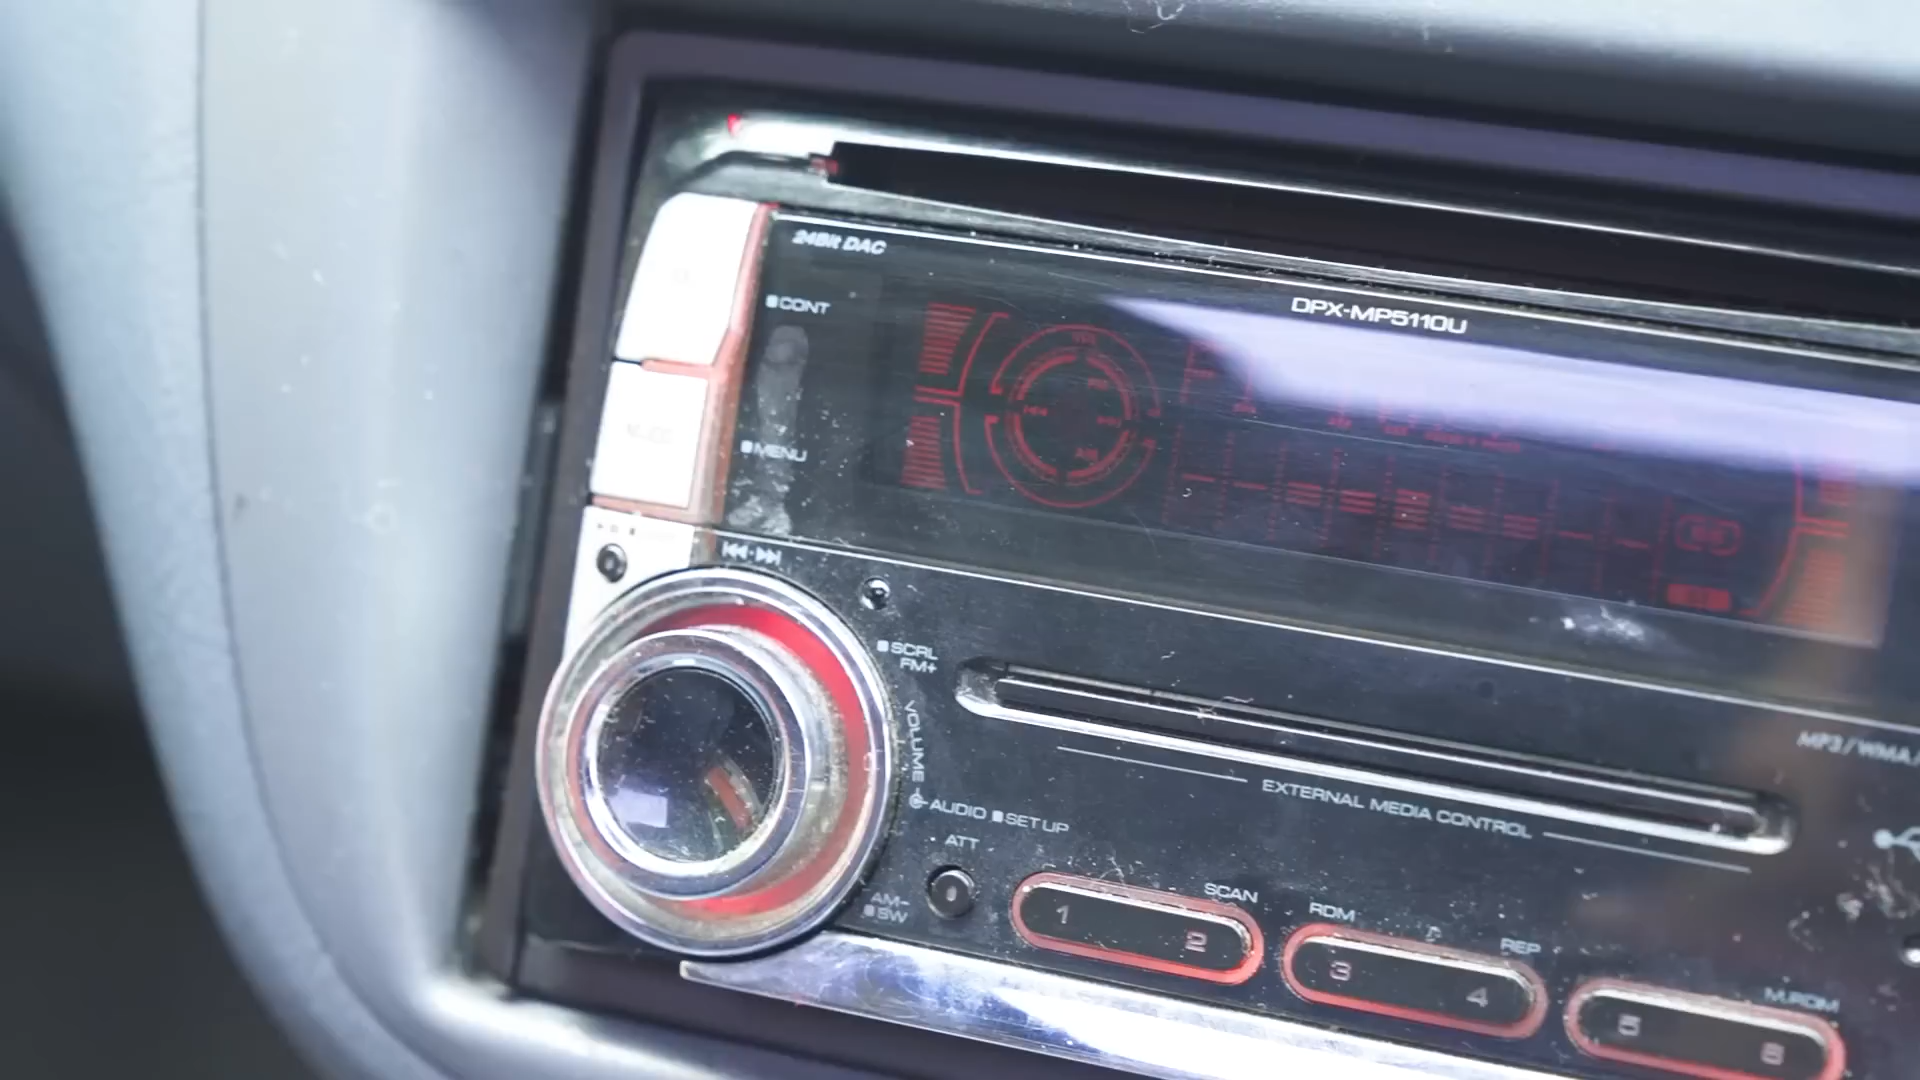 24Bit DAC
CONT
DPX-MP5110U
MENU
SCRL
FM+
VOLUME
MP3/WMA/
EXTERNAL MEDIA CONTROL
AUDIO SET UP
ATT
AM-
SW
SCAN
RDM
REP
M.RDM
1 2
3 4
5 6